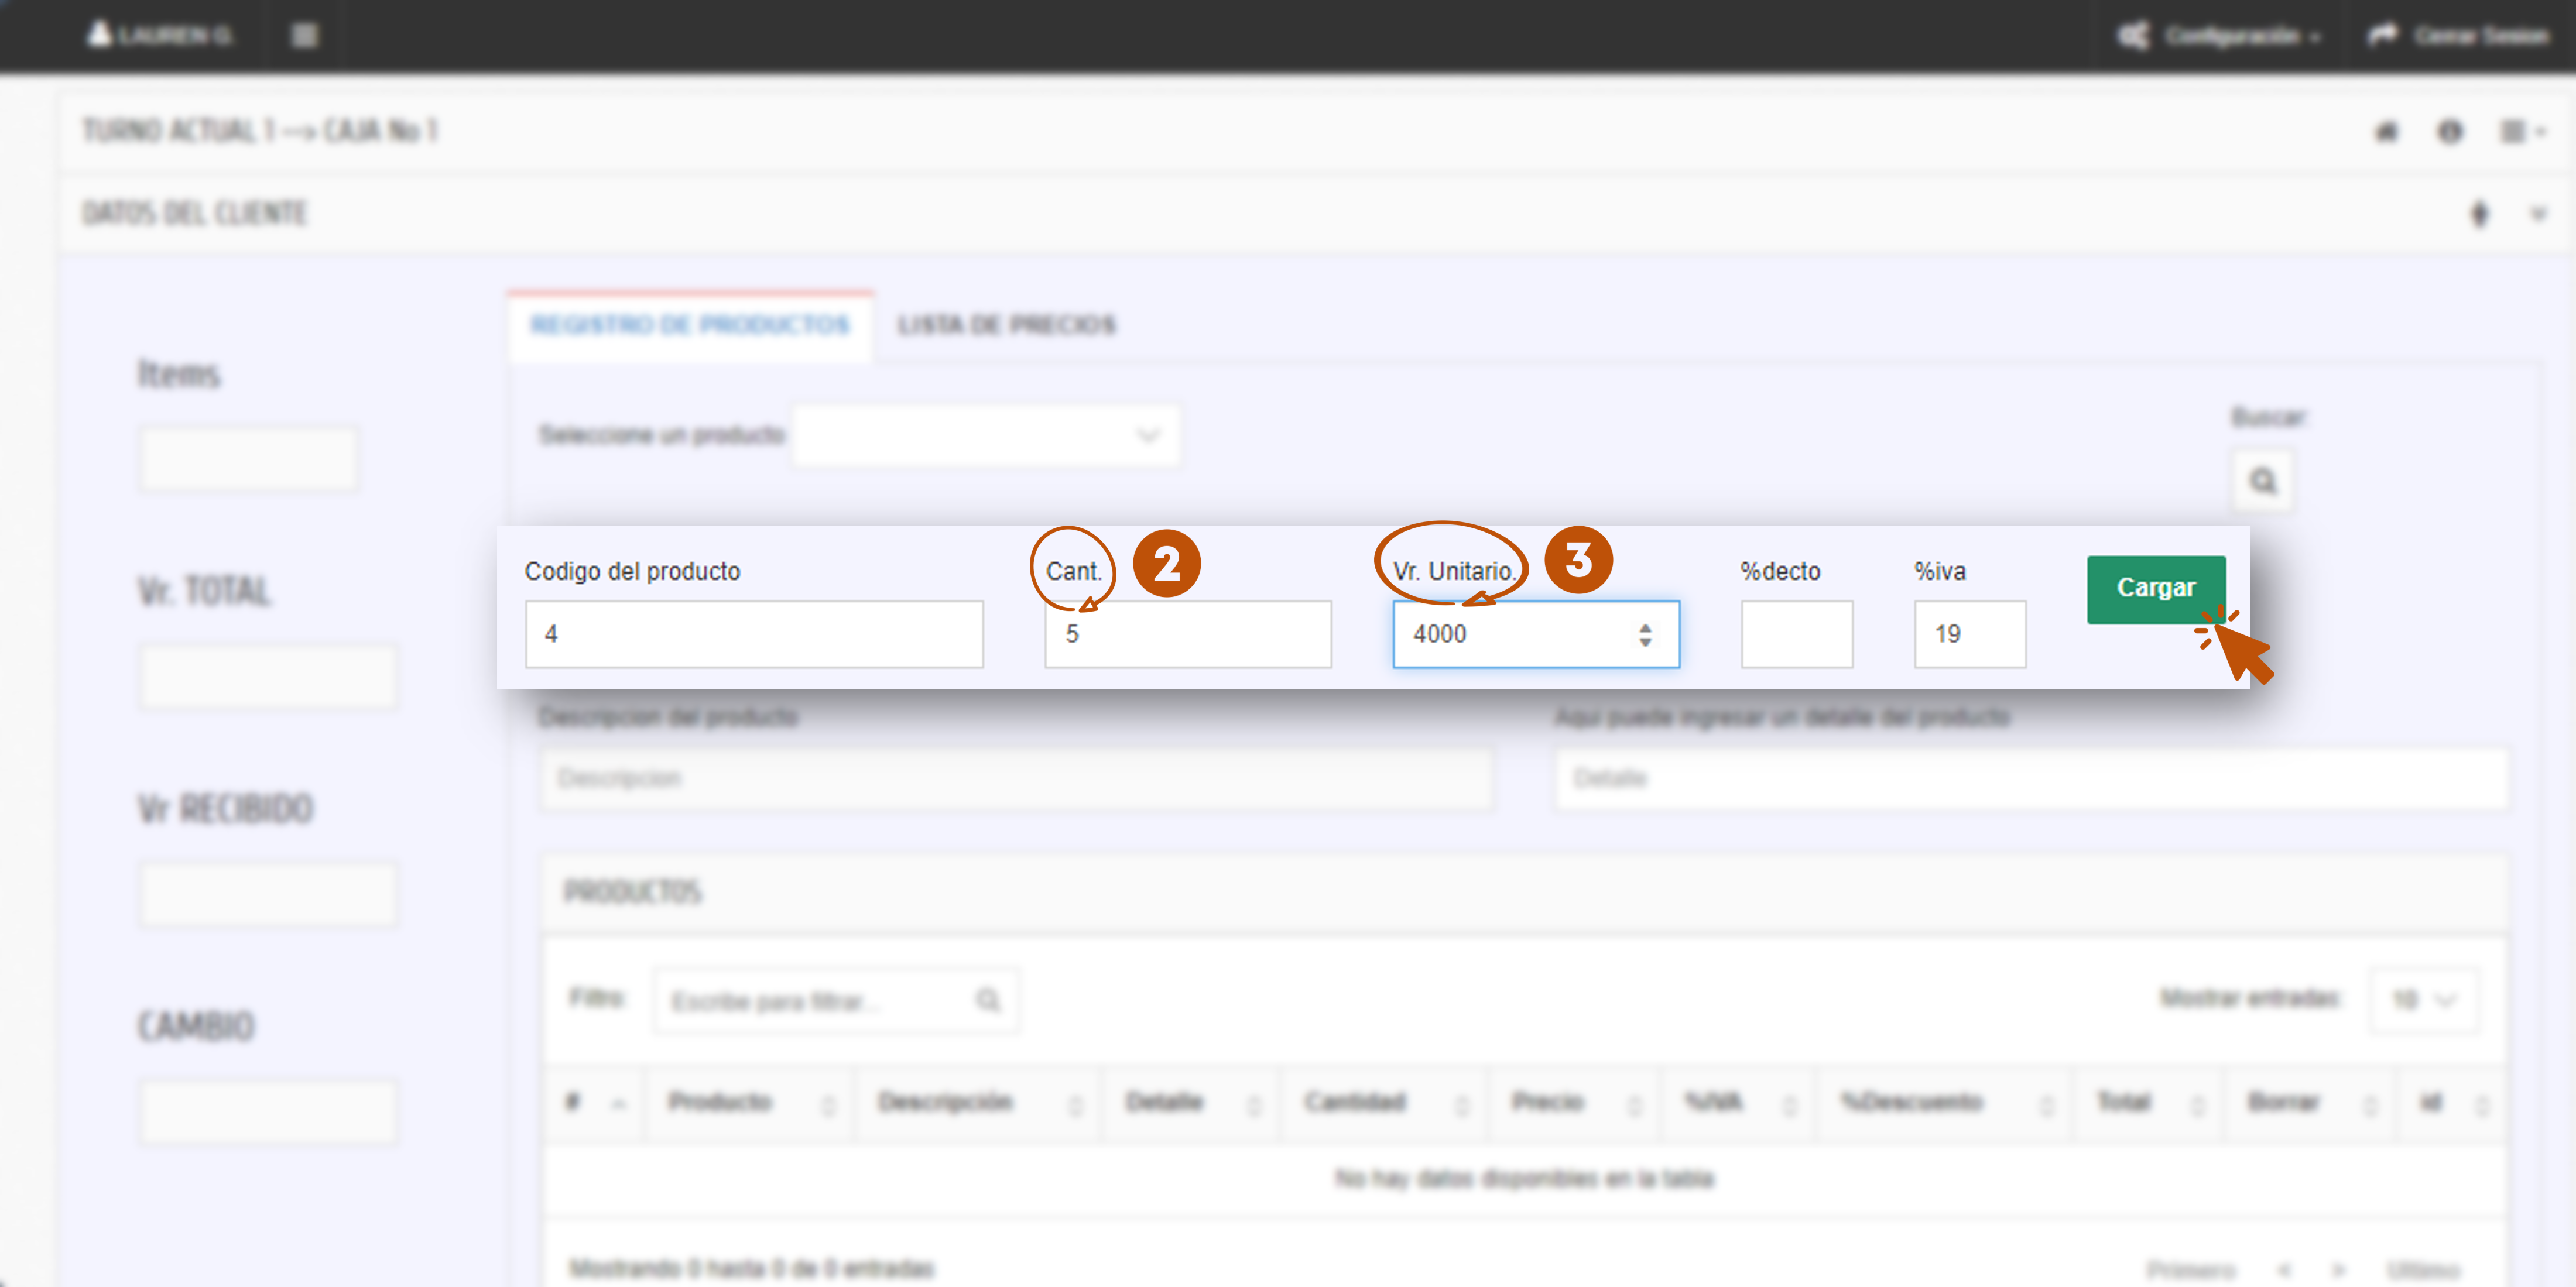 LAUREN G.
Configuración
Cerrar Sesion
TURNO ACTUAL 1 --> CAJA No 1
DATOS DEL CLIENTE
REGISTRO DE PRODUCTOS
LISTA DE PRECIOS
Items
Seleccione un producto
Buscar:
Codigo del producto
Cant.
2
Vr. Unitario.
3
%decto
%iva
Cargar
4
5
4000
19
Vr. TOTAL
Descripcion del producto
Aqui puede ingresar un detalle del producto
Descripcion
Detalle
Vr RECIBIDO
PRODUCTOS
Filtro:
Escribe para filtrar...
Mostrar entradas:
10
CAMBIO
#
Producto
Descripción
Detalle
Cantidad
Precio
%IVA
%Descuento
Total
Borrar
id
No hay datos disponibles en la tabla
Mostrando 0 hasta 0 de 0 entradas
Primero
<
>
Ultimo